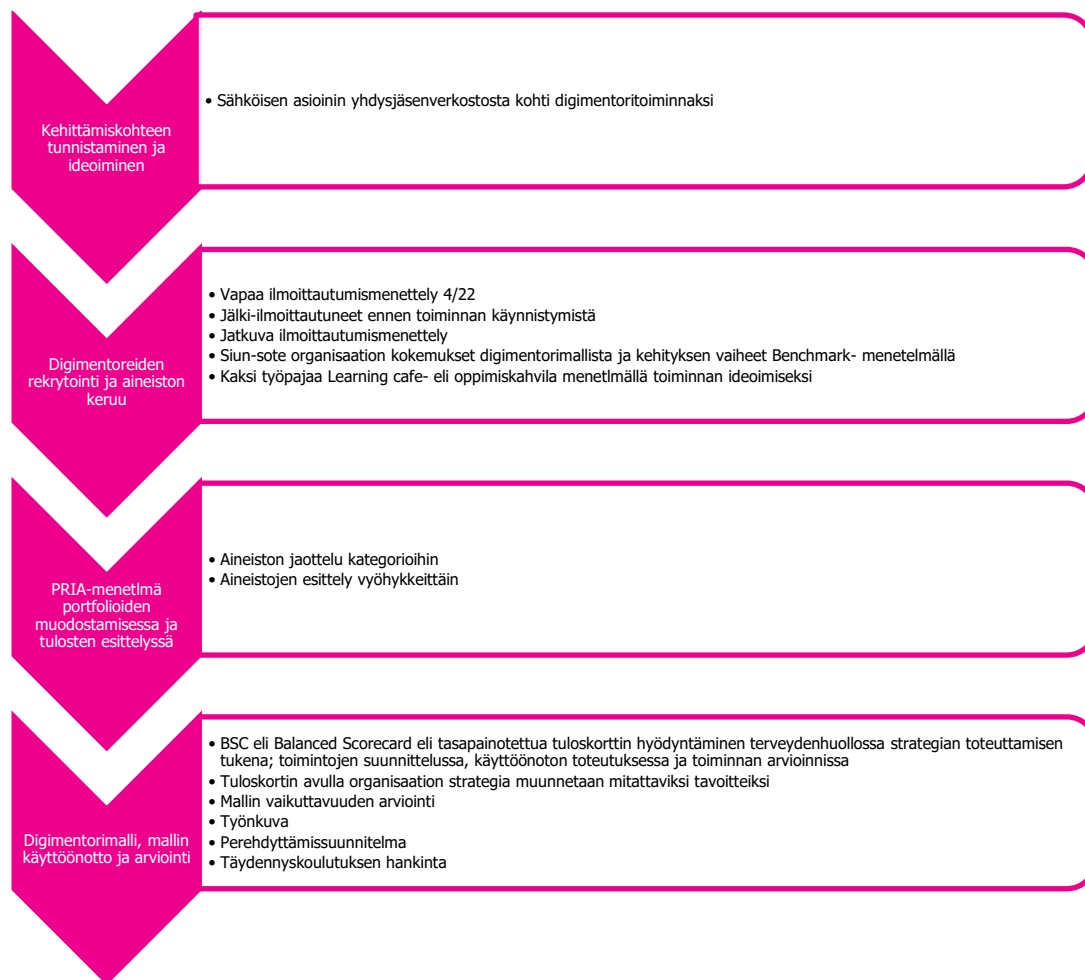 Kehittämiskohteen
tunnistaminen ja
ideoiminen
• Sähköisen asioinin yhdysjäsenverkostosta kohti digimentoritoiminnaksi
Digimentoreiden
rekrytointi ja aineiston
keruu
• Vapaa ilmoittautumismenettely 4/22
• Jälki-ilmoittautuneet ennen toiminnan käynnistymistä
• Jatkuva ilmoittautumismenettely
• Siun-sote organisaation kokemukset digimentorimallista ja kehityksen vaiheet Benchmark- menetelmällä
• Kaksi työpajaa Learning cafe- eli oppimiskahvila menetlmällä toiminnan ideoimiseksi
PRIA-menetlmä
portfolioiden
muodostamisessa ja
tulosten esittelyssä
• Aineiston jaottelu kategorioihin
• Aineistojen esittely vyöhykkeittäin
Digimentorimalli, mallin
käyttöönotto ja arviointi
• BSC eli Balanced Scorecard eli tasapainotettua tuloskorttin hyödyntäminen terveydenhuollossa strategian toteuttamisen
tukena; toimintojen suunnittelussa, käyttöönoton toteutuksessa ja toiminnan arvioinnissa
• Tuloskortin avulla organisaation strategia muunnetaan mitattaviksi tavoitteiksi
• Mallin vaikuttavuuden arviointi
• Työnkuva
• Perehdyttämissuunnitelma
• Täydennyskoulutuksen hankinta